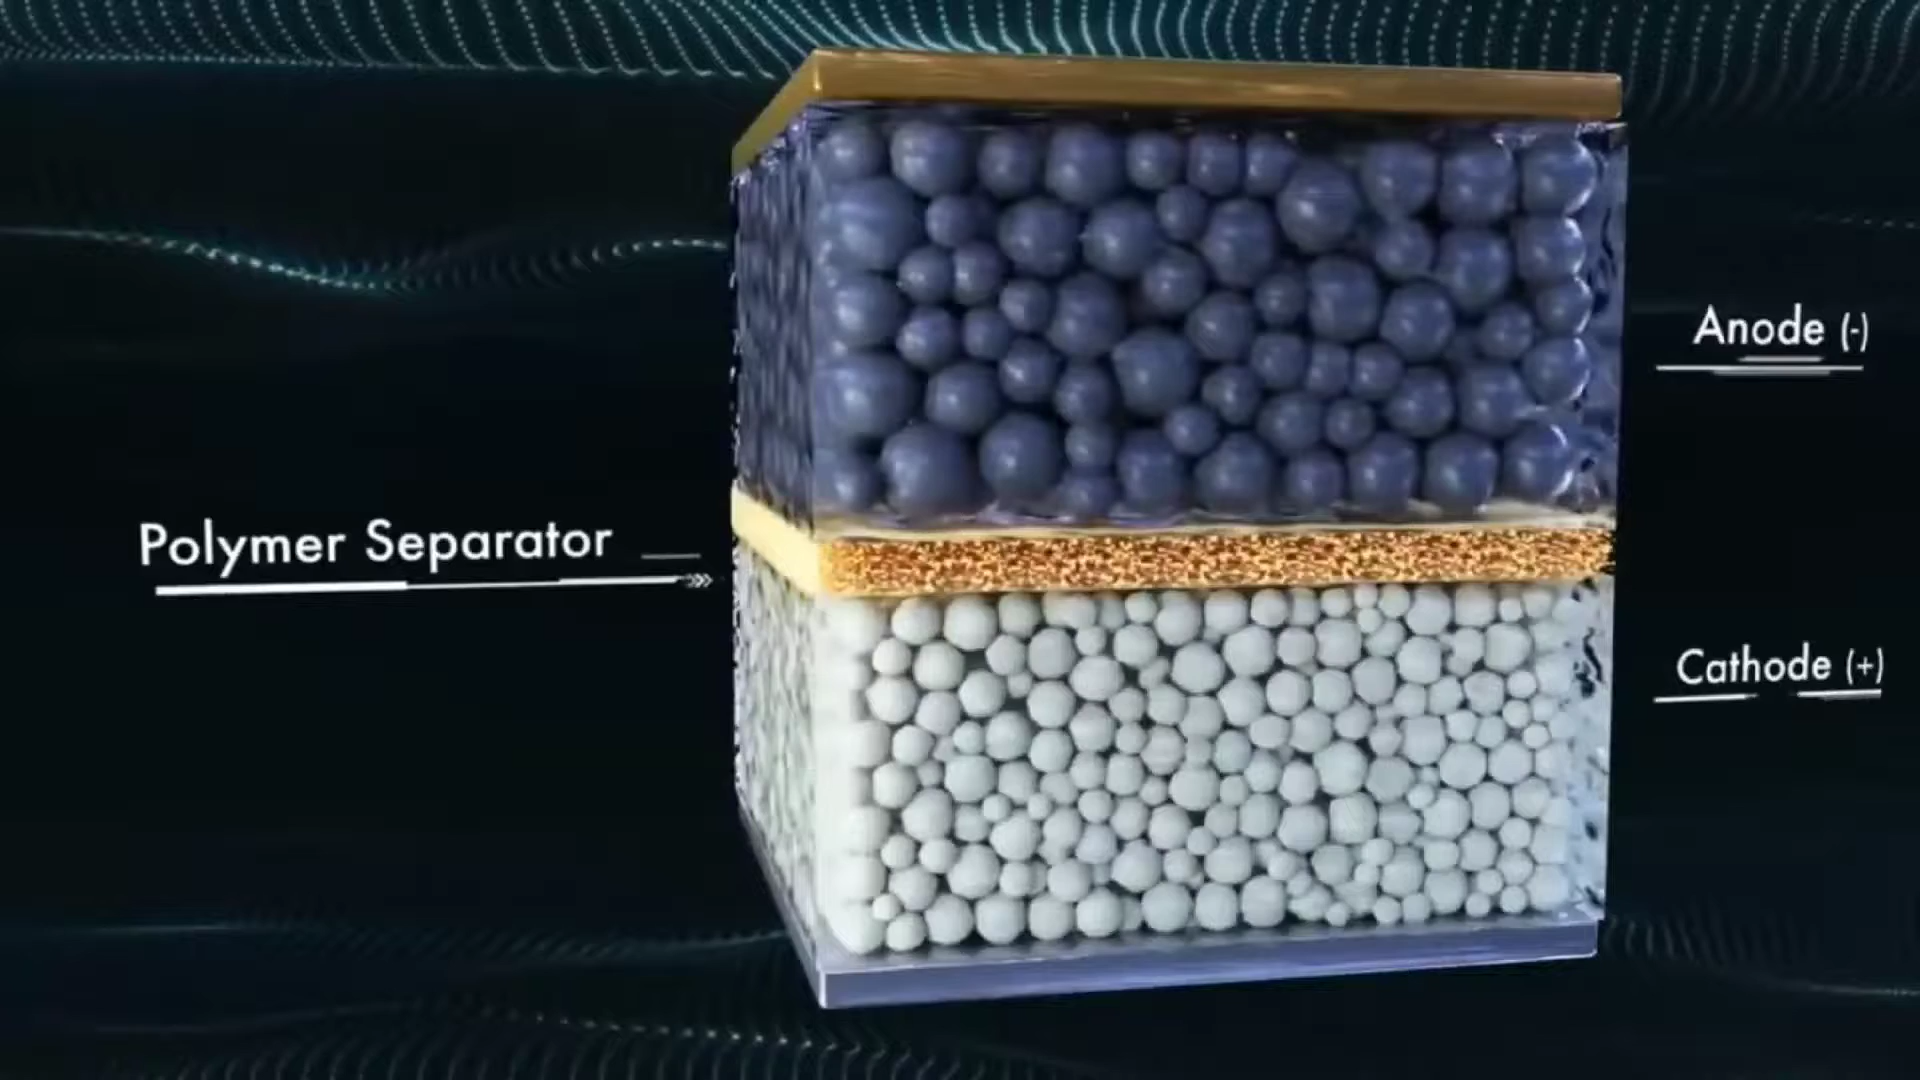 Anode (-)
Polymer Separator
Cathode (+)